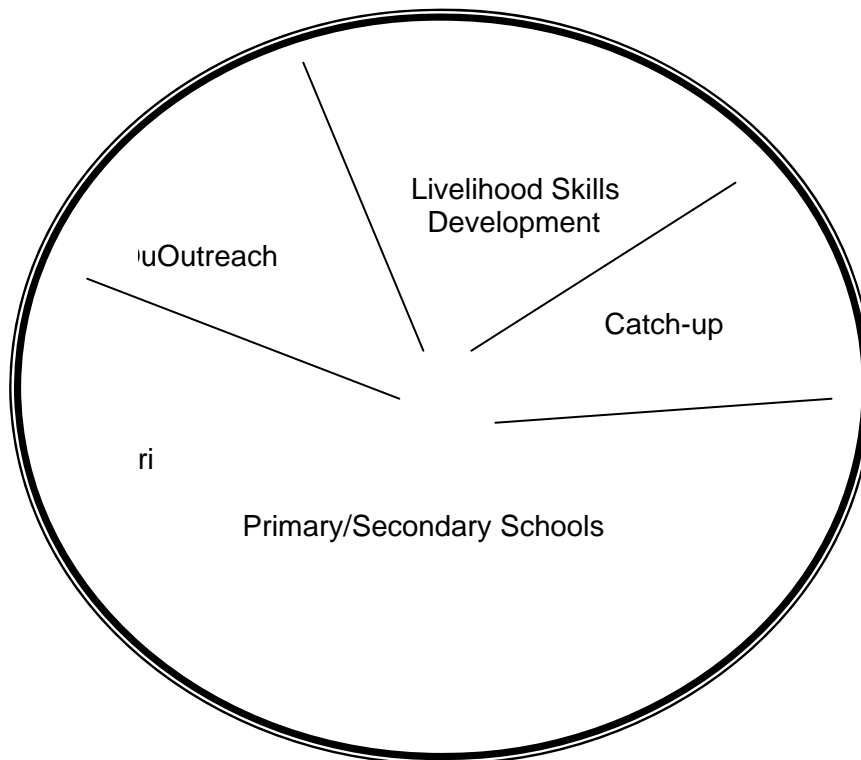 Livelihood Skills
Development
uOutreach
Catch-up
ri
Primary/Secondary Schools